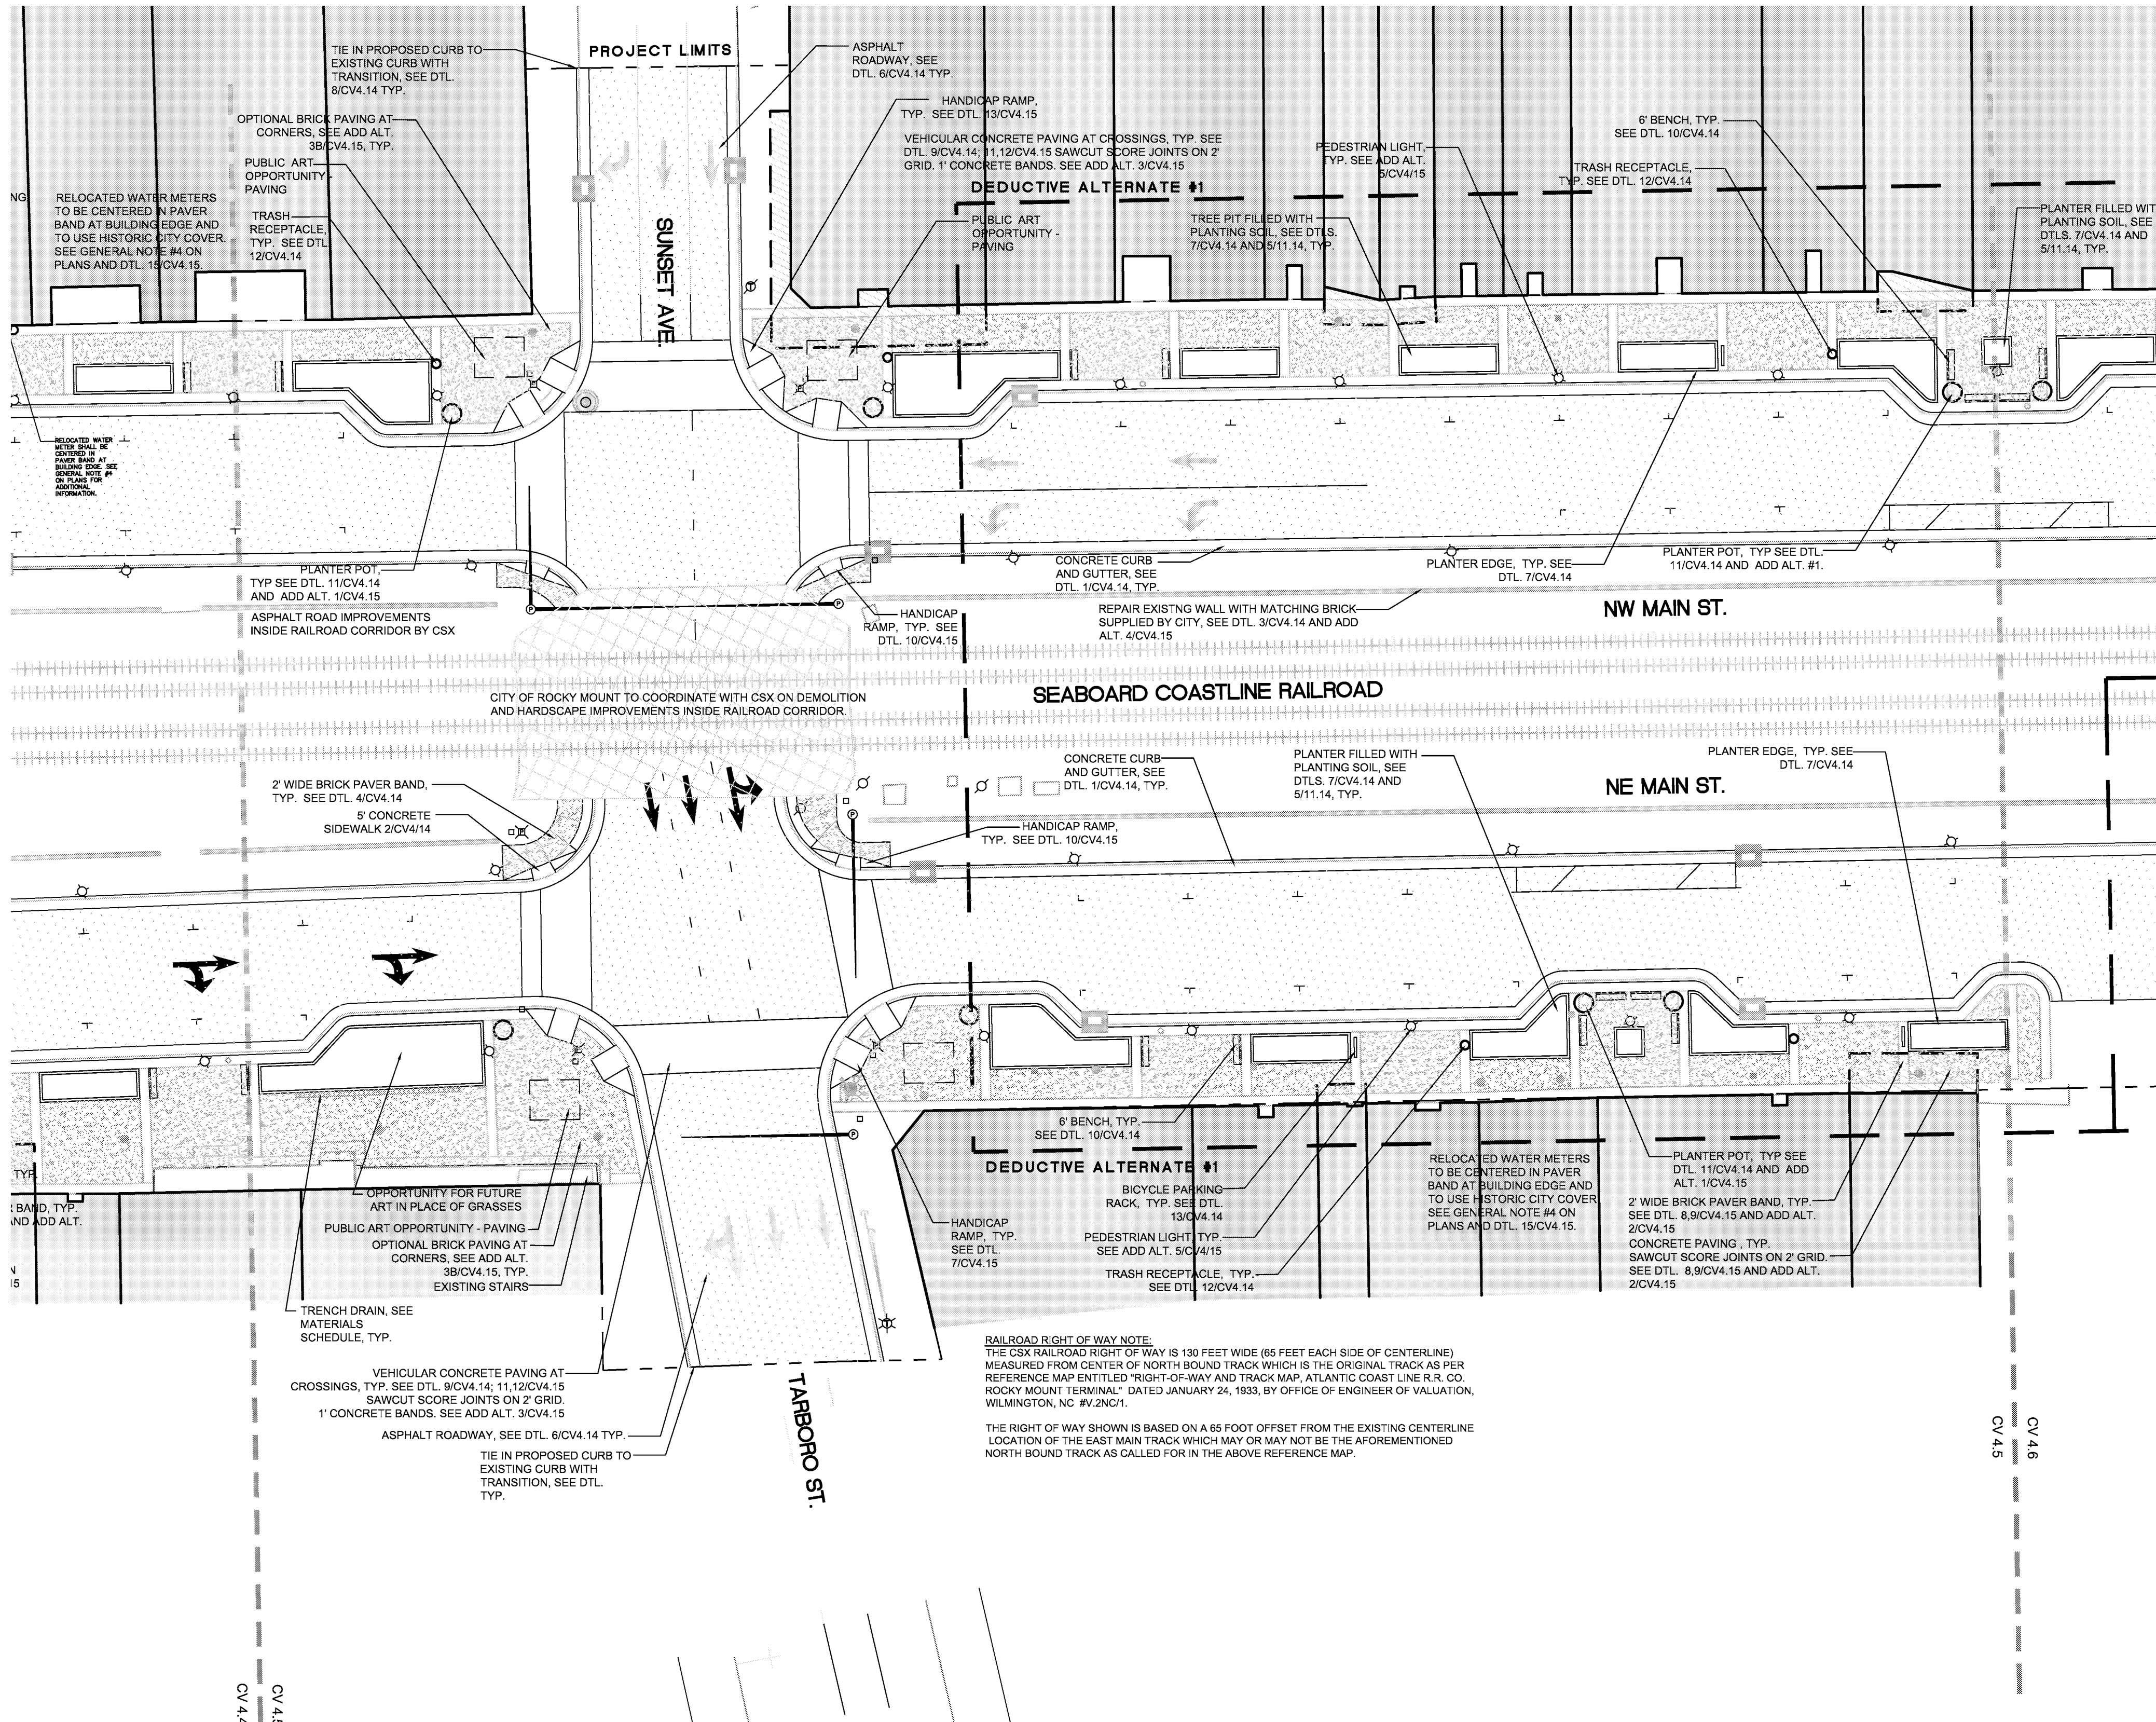 TIE IN PROPOSED CURB TO
EXISTING CURB WITH
TRANSITION, SEE DTL.
8/CV4.14 TYP.
PROJECT LIMITS
ASPHALT
ROADWAY, SEE
DTL. 6/CV4.14 TYP.
OPTIONAL BRICK PAVING AT
CORNERS, SEE ADD ALT.
3B/CV4.15, TYP.
PUBLIC ART
OPPORTUNITY -
PAVING
NG
RELOCATED WATER METERS
TO BE CENTERED IN PAVER
BAND AT BUILDING EDGE AND
TO USE HISTORIC CITY COVER.
SEE GENERAL NOTE #4 ON
PLANS AND DTL. 15/CV4.15.
TRASH
RECEPTACLE,
TYP. SEE DTL
12/CV4.14
SUNSET AVE.
HANDICAP RAMP,
TYP. SEE DTL. 13/CV4.15
VEHICULAR CONCRETE PAVING AT CROSSINGS, TYP. SEE
DTL. 9/CV4.14; 11,12/CV4.15 SAWCUT SCORE JOINTS ON 2'
GRID. 1' CONCRETE BANDS. SEE ADD ALT. 3/CV4.15
DEDUCTIVE ALTERNATE #1
PUBLIC ART
OPPORTUNITY -
PAVING
TREE PIT FILLED WITH
PLANTING SOIL, SEE DTLS.
7/CV4.14 AND 5/11.14, TYP.
PEDESTRIAN LIGHT,
TYP. SEE ADD ALT.
5/CV4/15
6' BENCH, TYP.
SEE DTL. 10/CV4.14
TRASH RECEPTACLE,
TYP. SEE DTL. 12/CV4.14
PLANTER FILLED WIT
PLANTING SOIL, SEE
DTLS. 7/CV4.14 AND
5/11.14, TYP.
RELOCATED WATER
METER SHALL BE
CENTERED IN
PAVER BAND AT
BUILDING EDGE. SEE
GENERAL NOTE #4
ON PLANS FOR
ADDITIONAL
INFORMATION.
PLANTER POT,
TYP SEE DTL. 11/CV4.14
AND ADD ALT. 1/CV4.15
ASPHALT ROAD IMPROVEMENTS
INSIDE RAILROAD CORRIDOR BY CSX
P
P
HANDICAP
RAMP, TYP. SEE
DTL. 10/CV4.15
CONCRETE CURB
AND GUTTER, SEE
DTL. 1/CV4.14, TYP.
REPAIR EXISTNG WALL WITH MATCHING BRICK
SUPPLIED BY CITY, SEE DTL. 3/CV4.14 AND ADD
ALT. 4/CV4.15
PLANTER EDGE, TYP. SEE
DTL. 7/CV4.14
PLANTER POT, TYP SEE DTL.
11/CV4.14 AND ADD ALT. #1.
NW MAIN ST.
CITY OF ROCKY MOUNT TO COORDINATE WITH CSX ON DEMOLITION
AND HARDSCAPE IMPROVEMENTS INSIDE RAILROAD CORRIDOR.
SEABOARD COASTLINE RAILROAD
2' WIDE BRICK PAVER BAND,
TYP. SEE DTL. 4/CV4.14
5' CONCRETE
SIDEWALK 2/CV4/14
CONCRETE CURB
AND GUTTER, SEE
DTL. 1/CV4.14, TYP.
PLANTER FILLED WITH
PLANTING SOIL, SEE
DTLS. 7/CV4.14 AND
5/11.14, TYP.
PLANTER EDGE, TYP. SEE
DTL. 7/CV4.14
NE MAIN ST.
P
HANDICAP RAMP,
TYP. SEE DTL. 10/CV4.15
P
TYP.
R BAND, TYP.
AND ADD ALT.
N
15
OPPORTUNITY FOR FUTURE
ART IN PLACE OF GRASSES
PUBLIC ART OPPORTUNITY - PAVING
OPTIONAL BRICK PAVING AT
CORNERS, SEE ADD ALT.
3B/CV4.15, TYP.
EXISTING STAIRS
TRENCH DRAIN, SEE
MATERIALS
SCHEDULE, TYP.
HANDICAP
RAMP, TYP.
SEE DTL.
7/CV4.15
6' BENCH, TYP.
SEE DTL. 10/CV4.14
DEDUCTIVE ALTERNATE #1
BICYCLE PARKING
RACK, TYP. SEE DTL.
13/CV4.14
PEDESTRIAN LIGHT, TYP.
SEE ADD ALT. 5/CV4/15
TRASH RECEPTACLE, TYP.
SEE DTL. 12/CV4.14
RELOCATED WATER METERS
TO BE CENTERED IN PAVER
BAND AT BUILDING EDGE AND
TO USE HISTORIC CITY COVER.
SEE GENERAL NOTE #4 ON
PLANS AND DTL. 15/CV4.15.
PLANTER POT, TYP SEE
DTL. 11/CV4.14 AND ADD
ALT. 1/CV4.15
2' WIDE BRICK PAVER BAND, TYP.
SEE DTL. 8,9/CV4.15 AND ADD ALT.
2/CV4.15
CONCRETE PAVING , TYP.
SAWCUT SCORE JOINTS ON 2' GRID.
SEE DTL. 8,9/CV4.15 AND ADD ALT.
2/CV4.15
VEHICULAR CONCRETE PAVING AT
CROSSINGS, TYP. SEE DTL. 9/CV4.14; 11,12/CV4.15
SAWCUT SCORE JOINTS ON 2' GRID.
1' CONCRETE BANDS. SEE ADD ALT. 3/CV4.15
ASPHALT ROADWAY, SEE DTL. 6/CV4.14 TYP.
TIE IN PROPOSED CURB TO
EXISTING CURB WITH
TRANSITION, SEE DTL.
TYP.
TARBORO ST.
RAILROAD RIGHT OF WAY NOTE:
THE CSX RAILROAD RIGHT OF WAY IS 130 FEET WIDE (65 FEET EACH SIDE OF CENTERLINE)
MEASURED FROM CENTER OF NORTH BOUND TRACK WHICH IS THE ORIGINAL TRACK AS PER
REFERENCE MAP ENTITLED "RIGHT-OF-WAY AND TRACK MAP, ATLANTIC COAST LINE R.R. CO.
ROCKY MOUNT TERMINAL" DATED JANUARY 24, 1933, BY OFFICE OF ENGINEER OF VALUATION,
WILMINGTON, NC #V.2NC/1.
THE RIGHT OF WAY SHOWN IS BASED ON A 65 FOOT OFFSET FROM THE EXISTING CENTERLINE
LOCATION OF THE EAST MAIN TRACK WHICH MAY OR MAY NOT BE THE AFOREMENTIONED
NORTH BOUND TRACK AS CALLED FOR IN THE ABOVE REFERENCE MAP.
CV 4.5
CV 4.6
CV 4.4
CV 4.5